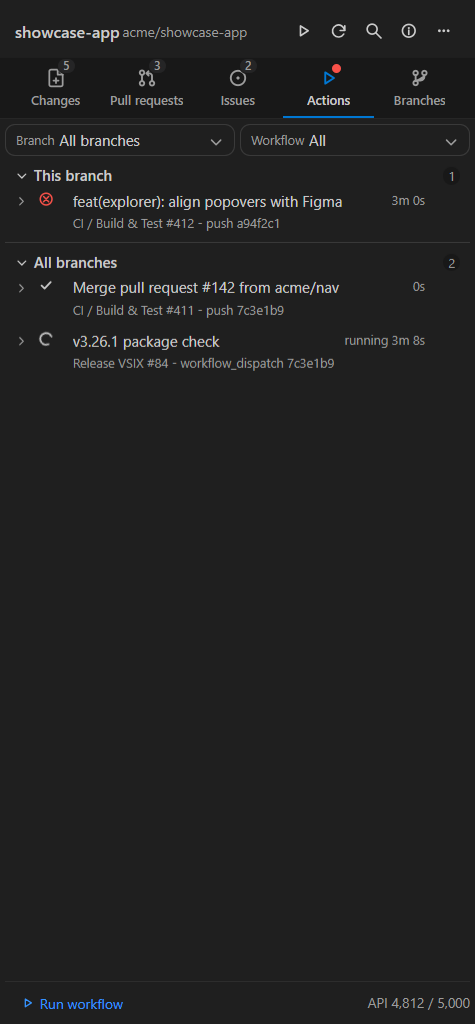 showcase-app acme/showcase-app
5
3
2
Changes
Pull requests
Issues
Actions
Branches
Branch All branches
Workflow All
This branch
1
feat(explorer): align popovers with Figma
3m 0s
CI / Build & Test #412 - push a94f2c1
All branches
2
Merge pull request #142 from acme/nav
0s
CI / Build & Test #411 - push 7c3e1b9
v3.26.1 package check
running 3m 8s
Release VSIX #84 - workflow_dispatch 7c3e1b9
Run workflow
API 4,812 / 5,000